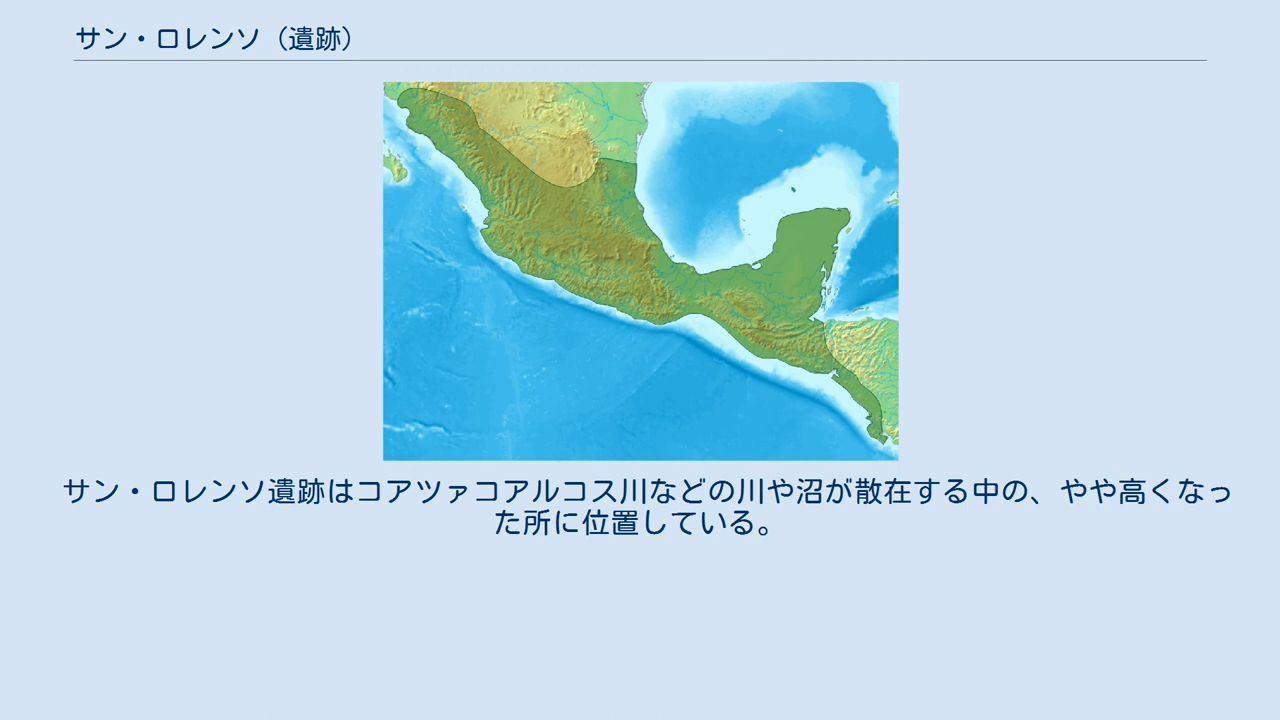 サン・ロレンソ（遺跡）
サン・ロレンソ遺跡はコアツァコアルコス川などの川や沼が散在する中の、やや高くなっ
た所に位置している。